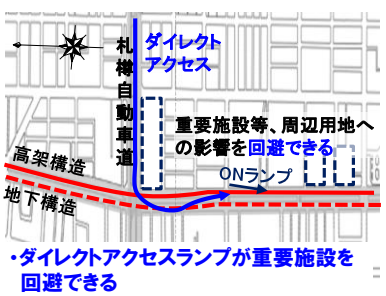 ダイレクト
アクセス
札樽自動車道
重要施設等、周辺用地へ
の影響を回避できる
高架構造
ONランプ
地下構造
・ダイレクトアクセスランプが重要施設を
回避できる